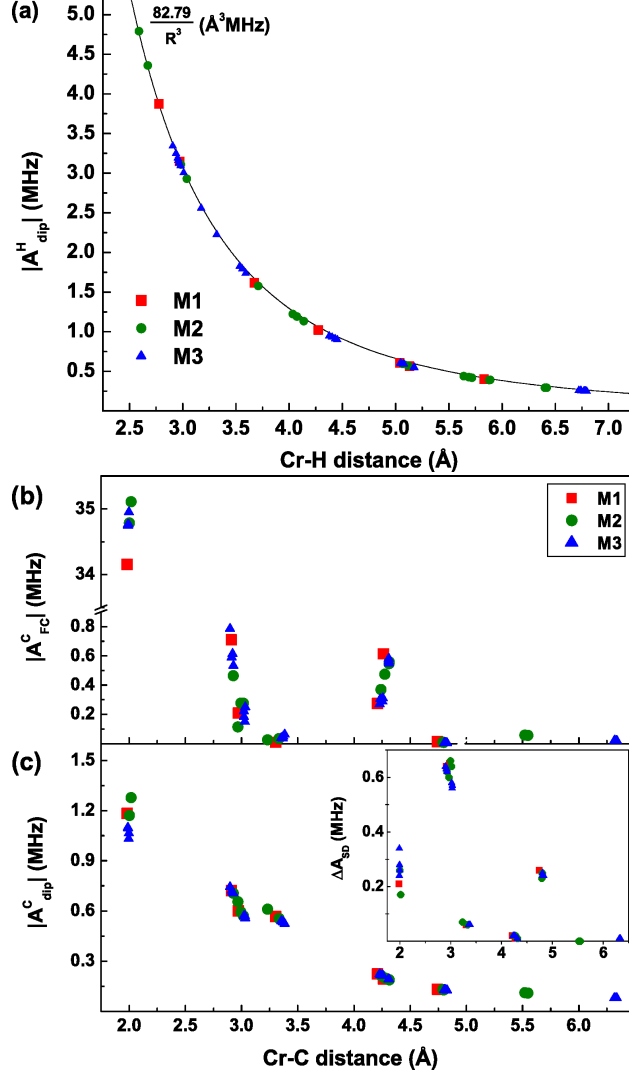 (a)
82.79
R³
(Å³MHz)
5.0
4.5
4.0
3.5
3.0
2.5
2.0
1.5
1.0
0.5
|Aᴴdip| (MHz)
M1
M2
M3
2.5 3.0 3.5 4.0 4.5 5.0 5.5 6.0 6.5 7.0
Cr-H distance (Å)
(b)
35
34
0.8
0.6
0.4
0.2
|AᶜFC| (MHz)
M1
M2
M3
(c)
1.5
1.2
0.9
0.6
0.3
|Aᶜdip| (MHz)
0.6
0.4
0.2
ΔASD (MHz)
2 3 4 5 6
2.0 2.5 3.0 3.5 4.0 4.5 5.0 5.5 6.0
Cr-C distance (Å)